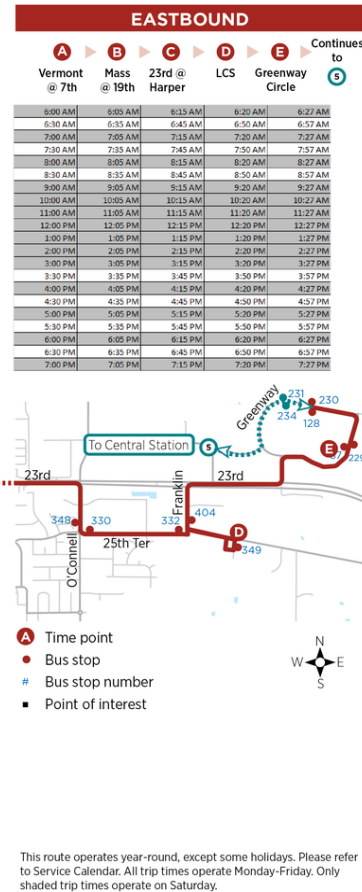 EASTBOUND
A B C D E Continues to 5
Vermont @ 7th Mass @ 19th 23rd @ Harper LCS Greenway Circle
6:00 AM 6:05 AM 6:15 AM 6:20 AM 6:27 AM
6:30 AM 6:35 AM 6:45 AM 6:50 AM 6:57 AM
7:00 AM 7:05 AM 7:15 AM 7:20 AM 7:27 AM
7:30 AM 7:35 AM 7:45 AM 7:50 AM 7:57 AM
8:00 AM 8:05 AM 8:15 AM 8:20 AM 8:27 AM
8:30 AM 8:35 AM 8:45 AM 8:50 AM 8:57 AM
9:00 AM 9:05 AM 9:15 AM 9:20 AM 9:27 AM
10:00 AM 10:05 AM 10:15 AM 10:20 AM 10:27 AM
11:00 AM 11:05 AM 11:15 AM 11:20 AM 11:27 AM
12:00 PM 12:05 PM 12:15 PM 12:20 PM 12:27 PM
1:00 PM 1:05 PM 1:15 PM 1:20 PM 1:27 PM
2:00 PM 2:05 PM 2:15 PM 2:20 PM 2:27 PM
3:00 PM 3:05 PM 3:15 PM 3:20 PM 3:27 PM
3:30 PM 3:35 PM 3:45 PM 3:50 PM 3:57 PM
4:00 PM 4:05 PM 4:15 PM 4:20 PM 4:27 PM
4:30 PM 4:35 PM 4:45 PM 4:50 PM 4:57 PM
5:00 PM 5:05 PM 5:15 PM 5:20 PM 5:27 PM
5:30 PM 5:35 PM 5:45 PM 5:50 PM 5:57 PM
6:00 PM 6:05 PM 6:15 PM 6:20 PM 6:27 PM
6:30 PM 6:35 PM 6:45 PM 6:50 PM 6:57 PM
7:00 PM 7:05 PM 7:15 PM 7:20 PM 7:27 PM
231
230
Greenway
234
128
To Central Station 5
E
23rd
Franklin
23rd
348
330
332
404
D
25th Ter
349
O'Connell
A Time point
Bus stop
# Bus stop number
Point of interest
N
W E
S
This route operates year-round, except some holidays. Please refer
to Service Calendar. All trip times operate Monday-Friday. Only
shaded trip times operate on Saturday.